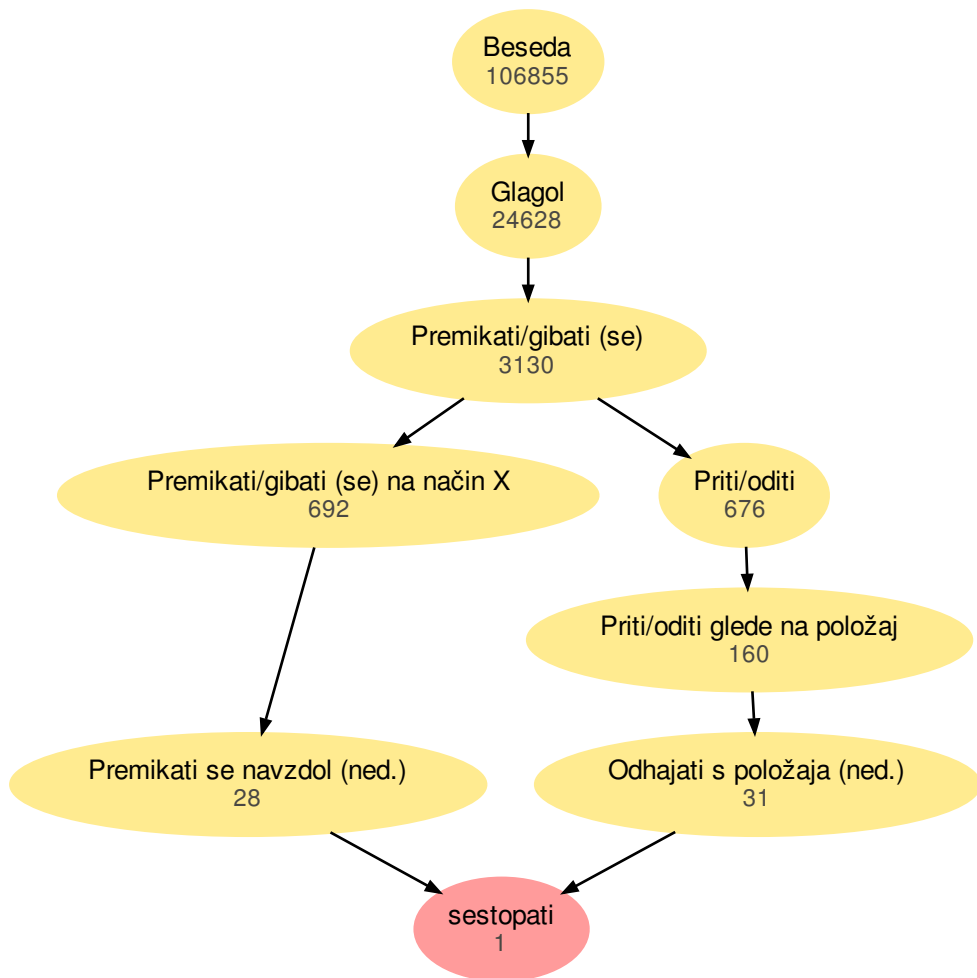 Beseda
106855
Glagol
24628
Premikati/gibati (se)
3130
Premikati/gibati (se) na način X
692
Priti/oditi
676
Priti/oditi glede na položaj
160
Premikati se navzdol (ned.)
28
Odhajati s položaja (ned.)
31
sestopati
1